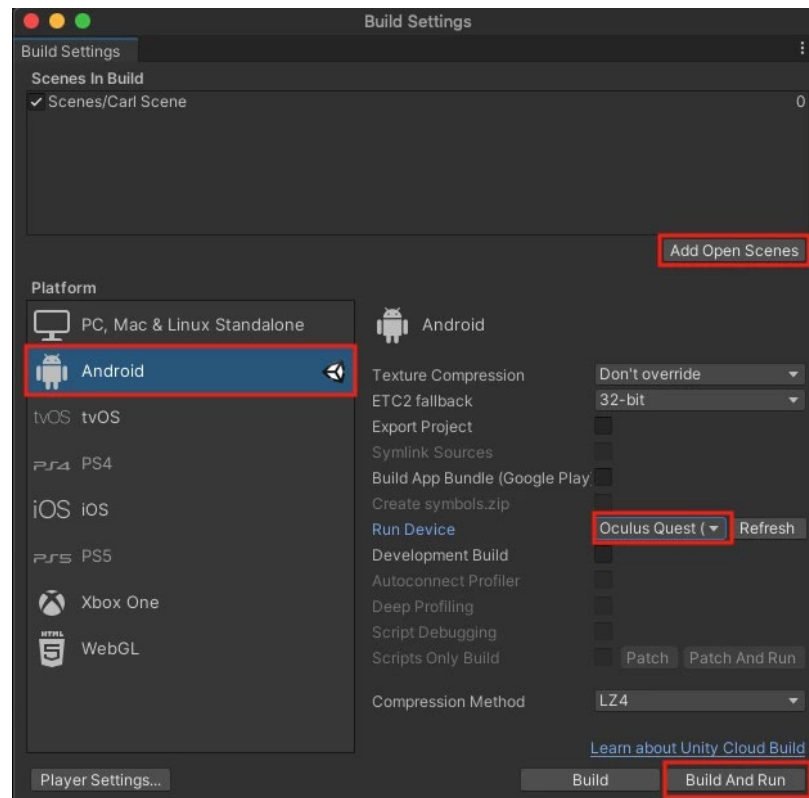 Build Settings
Build Settings
Scenes In Build
Scenes/Carl Scene 0
Add Open Scenes
Platform
PC, Mac & Linux Standalone
Android
tvOS tvOS
PS4 PS4
iOS iOS
PS5 PS5
Xbox One
HTML 5 WebGL
Android
Texture Compression Don't override
ETC2 fallback 32-bit
Export Project
Symlink Sources
Build App Bundle (Google Play
Create symbols.zip
Run Device Oculus Quest ( Refresh
Development Build
Autoconnect Profiler
Deep Profiling
Script Debugging
Scripts Only Build Patch Patch And Run
Compression Method LZ4
Learn about Unity Cloud Build
Player Settings... Build Build And Run